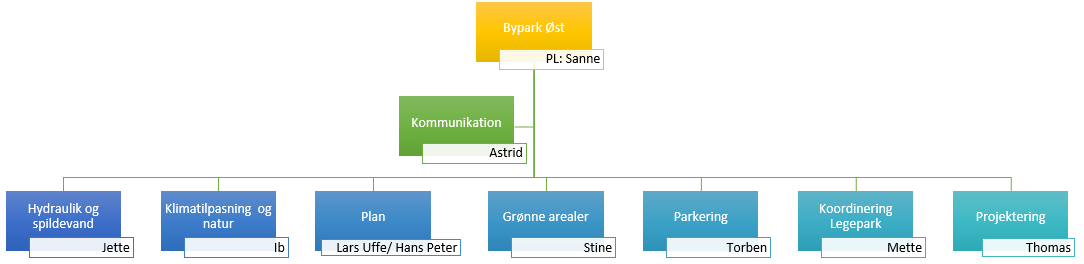 Bypark Øst
PL: Sanne
Kommunikation
Astrid
Hydraulik og
spildevand
Jette
Klimatilpasning og
natur
Ib
Plan
Lars Uffe/ Hans Peter
Grønne arealer
Stine
Parkering
Torben
Koordinering
Legepark
Mette
Projektering
Thomas